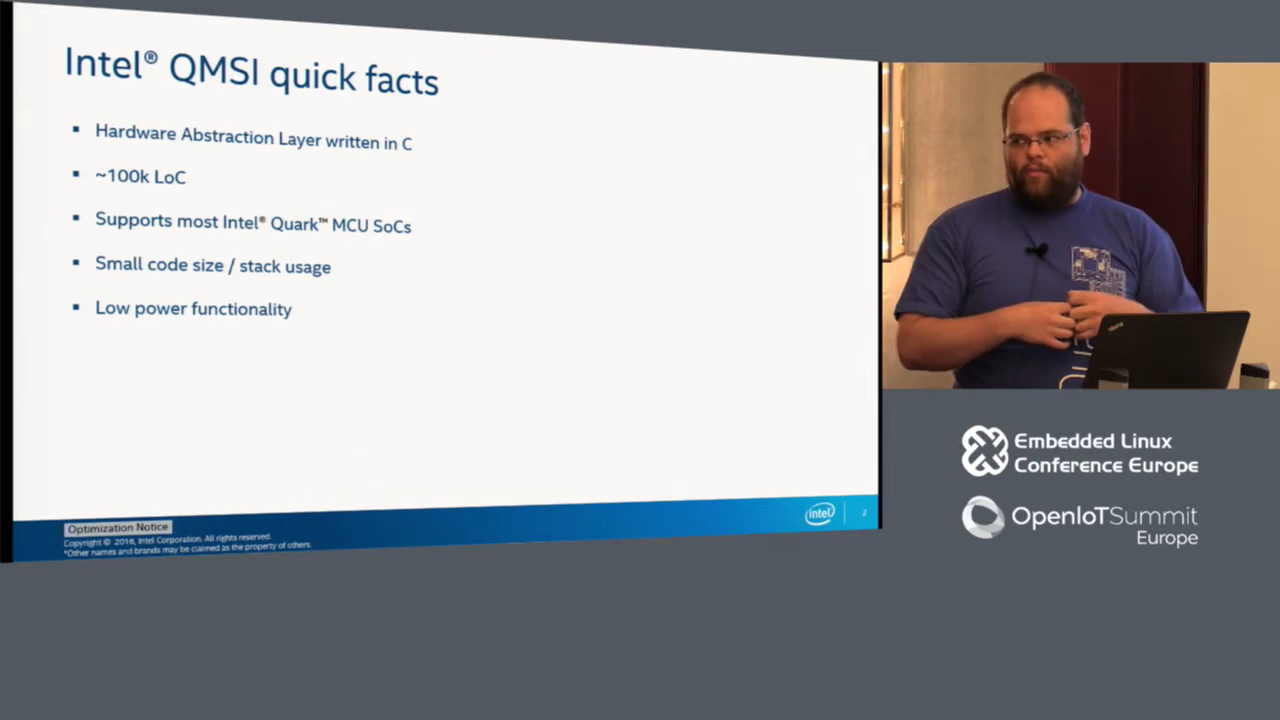 Intel® QMSI quick facts
▪ Hardware Abstraction Layer written in C
▪ ~100k LoC
▪ Supports most Intel® Quark™ MCU SoCs
▪ Small code size / stack usage
▪ Low power functionality
Optimization Notice
Copyright © 2016, Intel Corporation. All rights reserved.
*Other names and brands may be claimed as the property of others.
intel
2
Embedded Linux
Conference Europe
OpenIoTSummit
Europe